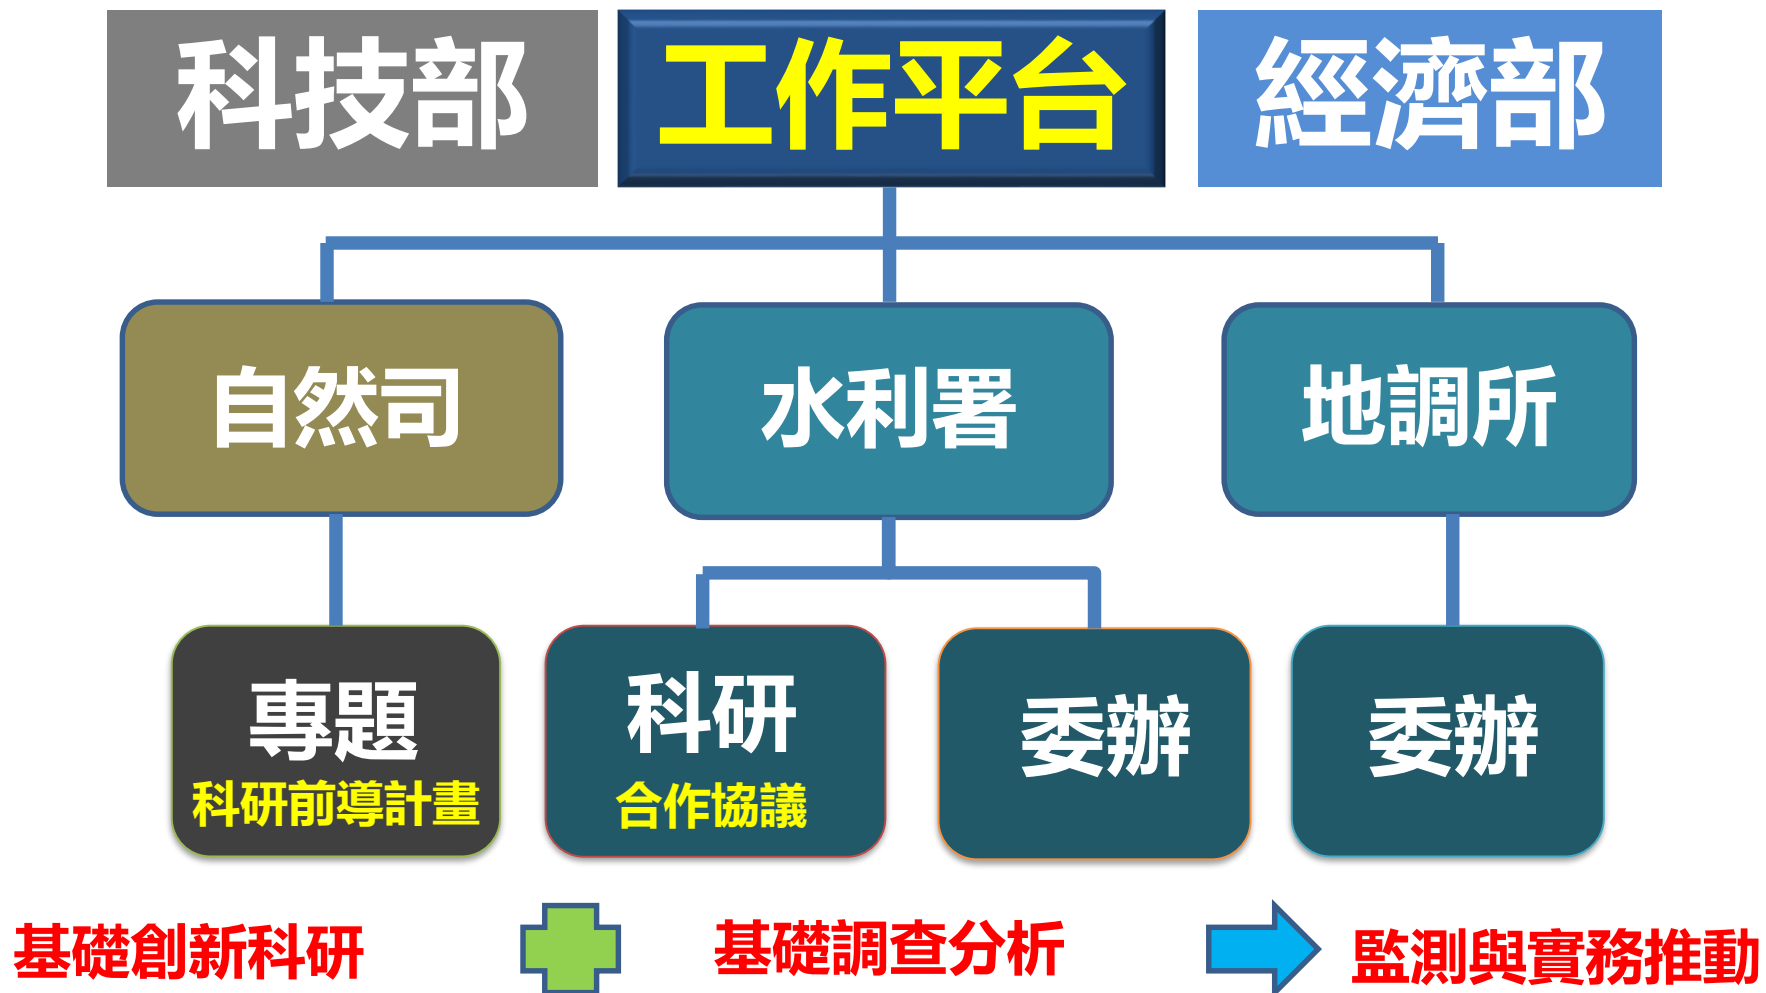 科技部
工作平台
經濟部
自然司
水利署
地調所
專題
科研前導計畫
科研
合作協議
委辦
委辦
基礎創新科研
基礎調查分析
監測與實務推動